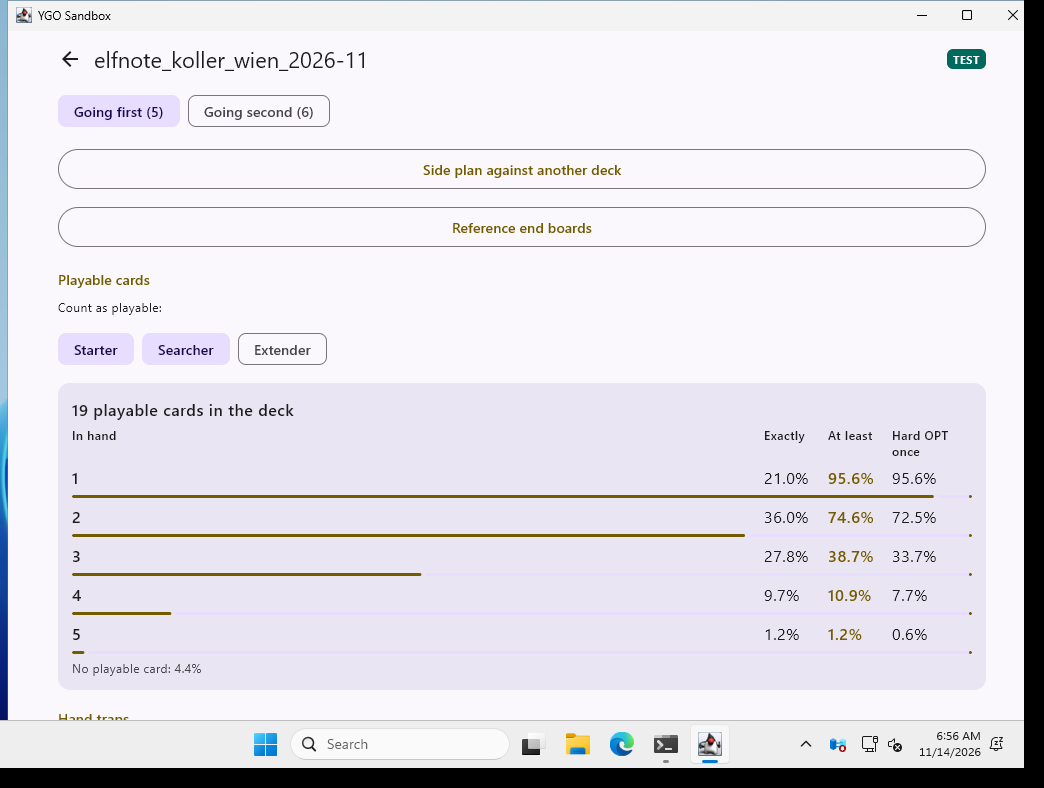 YGO Sandbox
elfnote_koller_wien_2026-11
TEST
Going first (5)
Going second (6)
Side plan against another deck
Reference end boards
Playable cards
Count as playable:
Starter
Searcher
Extender
19 playable cards in the deck
In hand Exactly At least Hard OPT once
1 21.0% 95.6% 95.6%
2 36.0% 74.6% 72.5%
3 27.8% 38.7% 33.7%
4 9.7% 10.9% 7.7%
5 1.2% 1.2% 0.6%
No playable card: 4.4%
Hand traps
Search
6:56 AM
11/14/2026